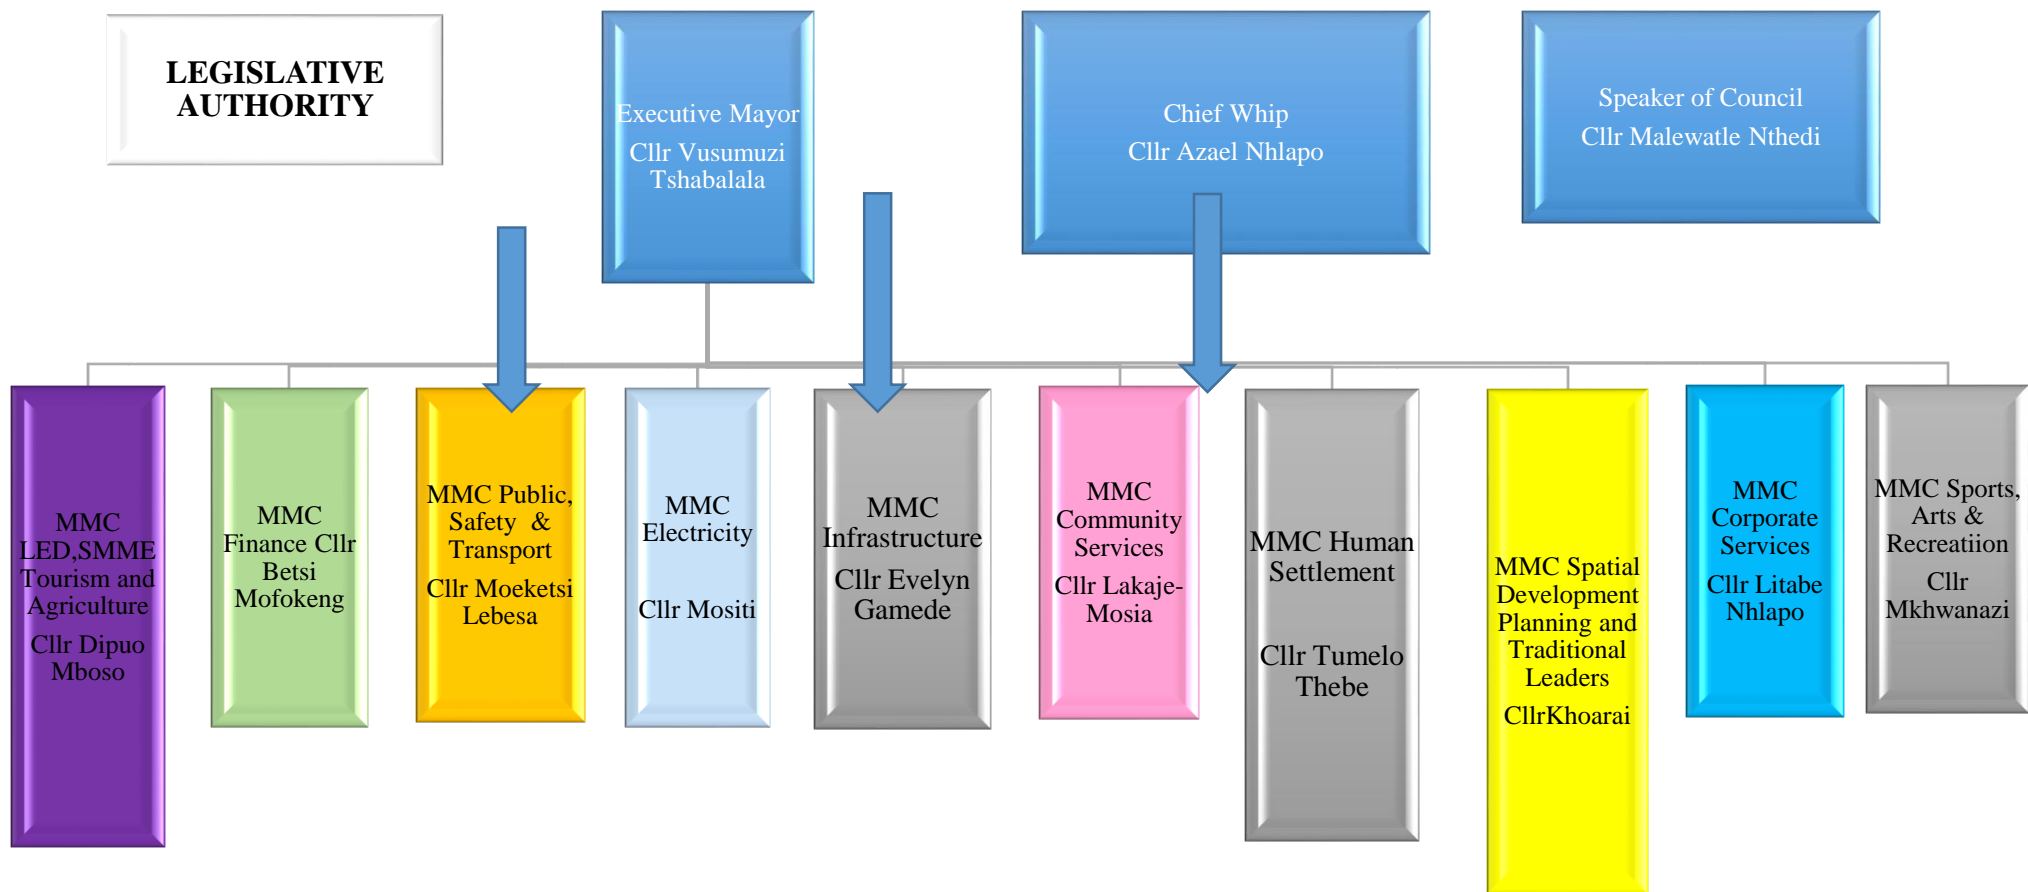 LEGISLATIVE
AUTHORITY
Executive Mayor
Cllr Vusumuzi
Tshabalala
Chief Whip
Cllr Azael Nhlapo
Speaker of Council
Cllr Malewatle Nthedi
MMC
LED,SMME
Tourism and
Agriculture
Cllr Dipuo
Mboso
MMC
Finance Cllr
Betsi
Mofokeng
MMC Public,
Safety &
Transport
Cllr Moeketsi
Lebesa
MMC
Electricity
Cllr Mositi
MMC
Infrastructure
Cllr Evelyn
Gamede
MMC
Community
Services
Cllr Lakaje-
Mosia
MMC Human
Settlement
Cllr Tumelo
Thebe
MMC Spatial
Development
Planning and
Traditional
Leaders
CllrKhoarai
MMC
Corporate
Services
Cllr Litabe
Nhlapo
MMC Sports,
Arts &
Recreatiion
Cllr
Mkhwanazi